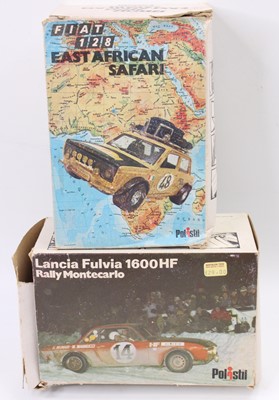 FIAT
128
EAST AFRICAN
SAFARI
48
Polistil
Lancia Fulvia 1600HF
Rally Montecarlo
14
Polistil